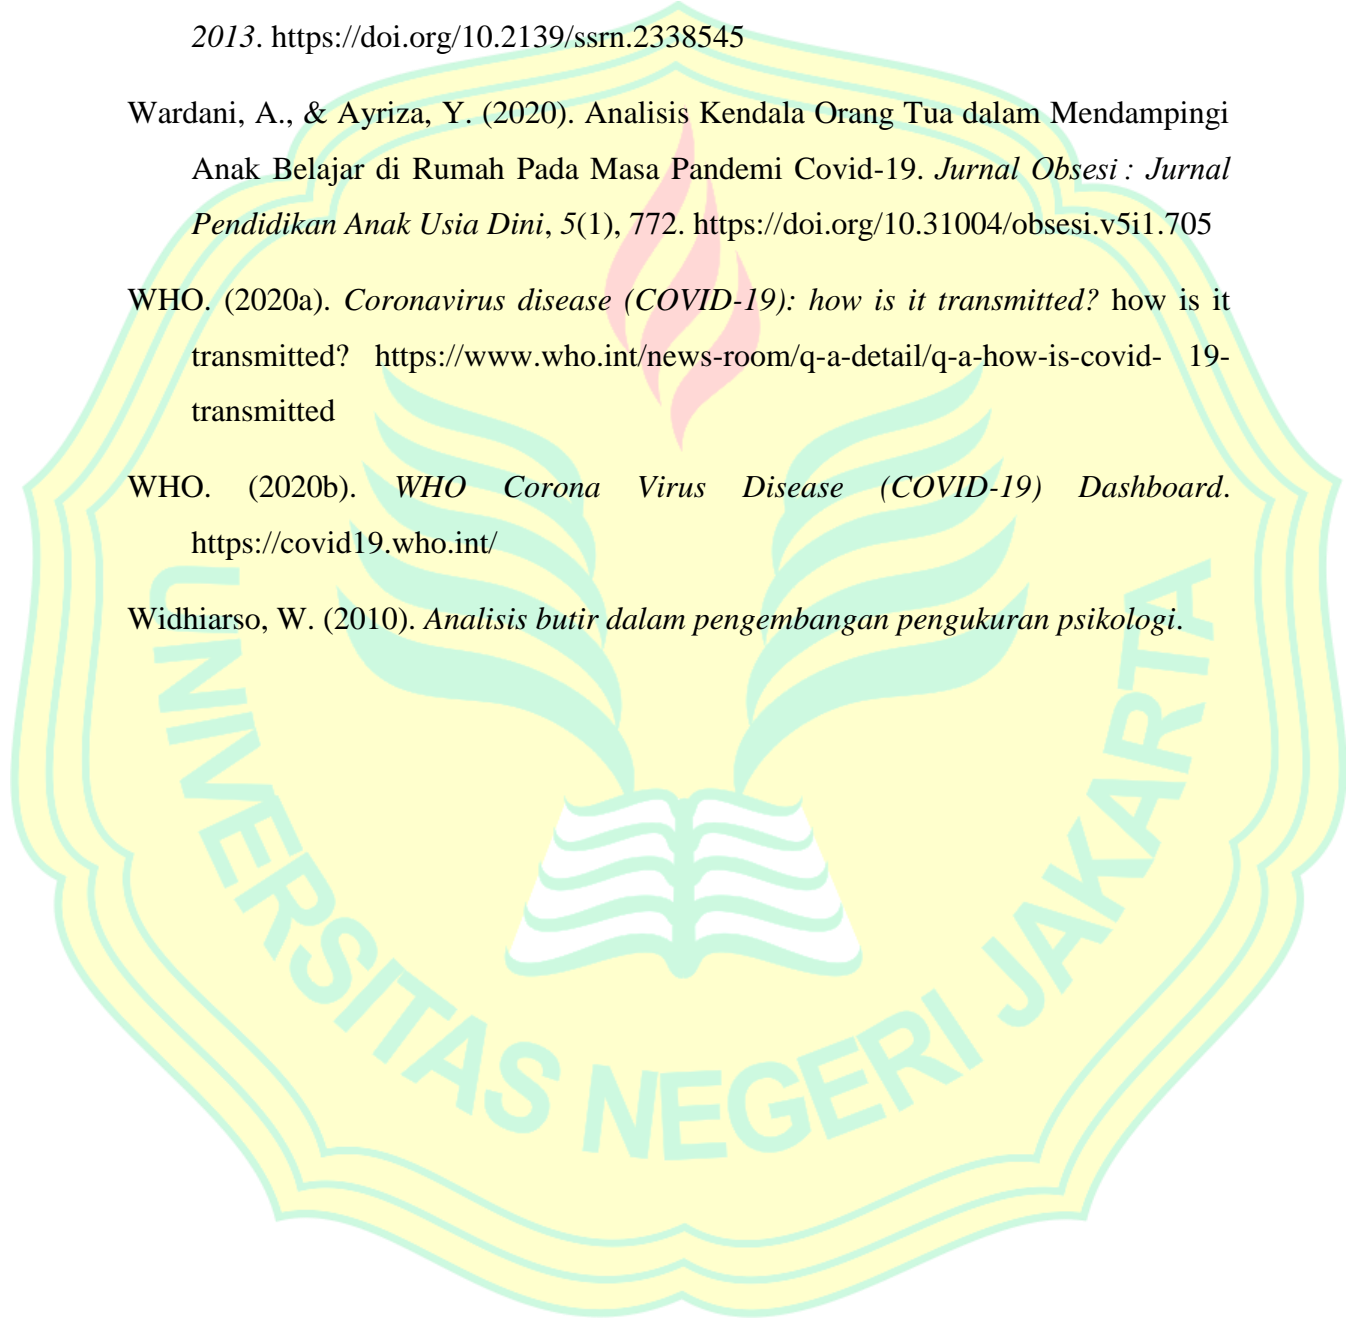 2013. https://doi.org/10.2139/ssrn.2338545
Wardani, A., & Ayriza, Y. (2020). Analisis Kendala Orang Tua dalam Mendampingi
Anak Belajar di Rumah Pada Masa Pandemi Covid-19. Jurnal Obsesi : Jurnal
Pendidikan Anak Usia Dini, 5(1), 772. https://doi.org/10.31004/obsesi.v5i1.705
WHO. (2020a). Coronavirus disease (COVID-19): how is it transmitted? how is it
transmitted? https://www.who.int/news-room/q-a-detail/q-a-how-is-covid- 19-
transmitted
WHO. (2020b). WHO Corona Virus Disease (COVID-19) Dashboard.
https://covid19.who.int/
Widhiarso, W. (2010). Analisis butir dalam pengembangan pengukuran psikologi.
UNIVERSITAS NEGERI JAKARTA